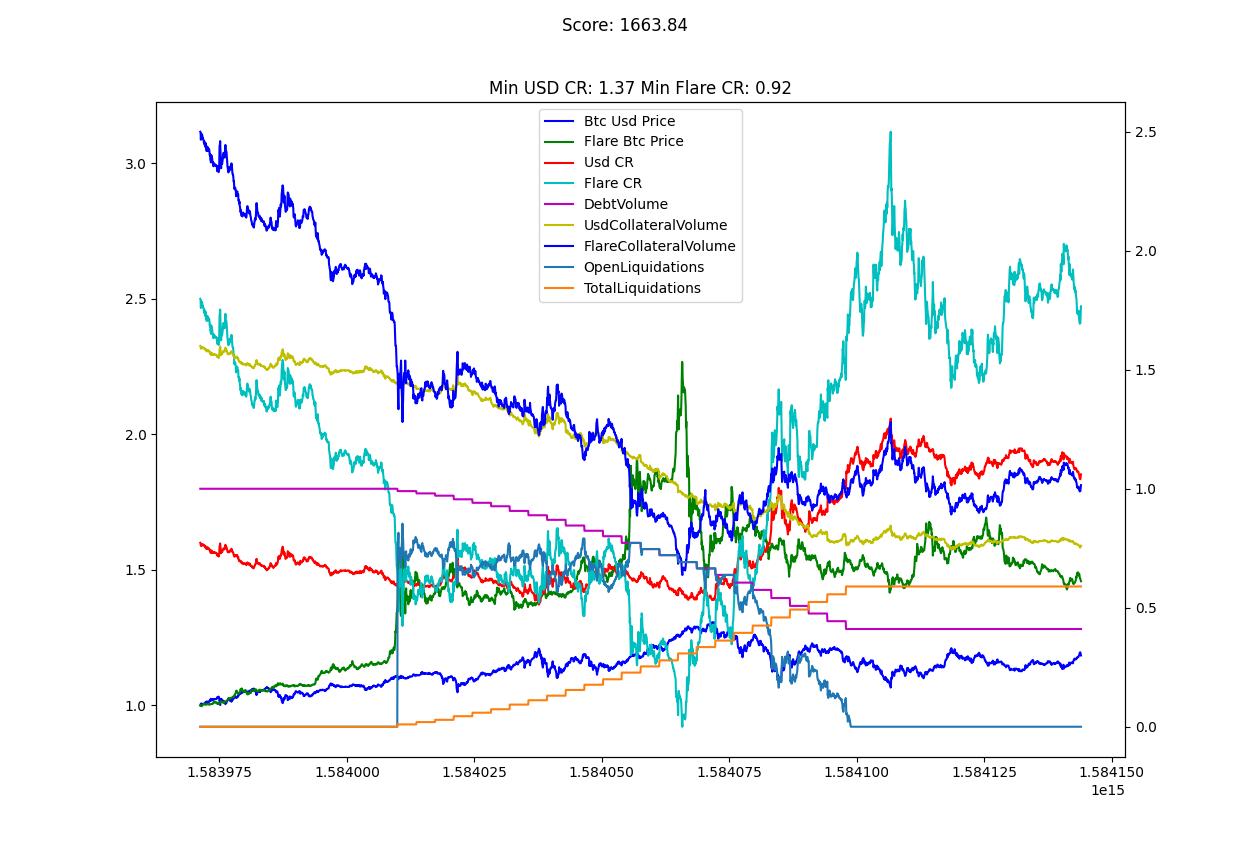 Score: 1663.84
Min USD CR: 1.37 Min Flare CR: 0.92
Btc Usd Price
Flare Btc Price
Usd CR
Flare CR
DebtVolume
UsdCollateralVolume
FlareCollateralVolume
OpenLiquidations
TotalLiquidations
3.0
2.5
2.0
1.5
1.0
2.5
2.0
1.5
1.0
0.5
0.0
1.583975 1.584000 1.584025 1.584050 1.584075 1.584100 1.584125 1.584150
1e15